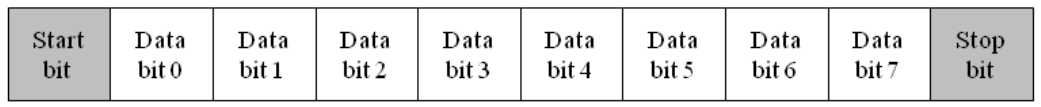 Start Data Data Data Data Data Data Data Data Stop
bit bit 0 bit 1 bit 2 bit 3 bit 4 bit 5 bit 6 bit 7 bit